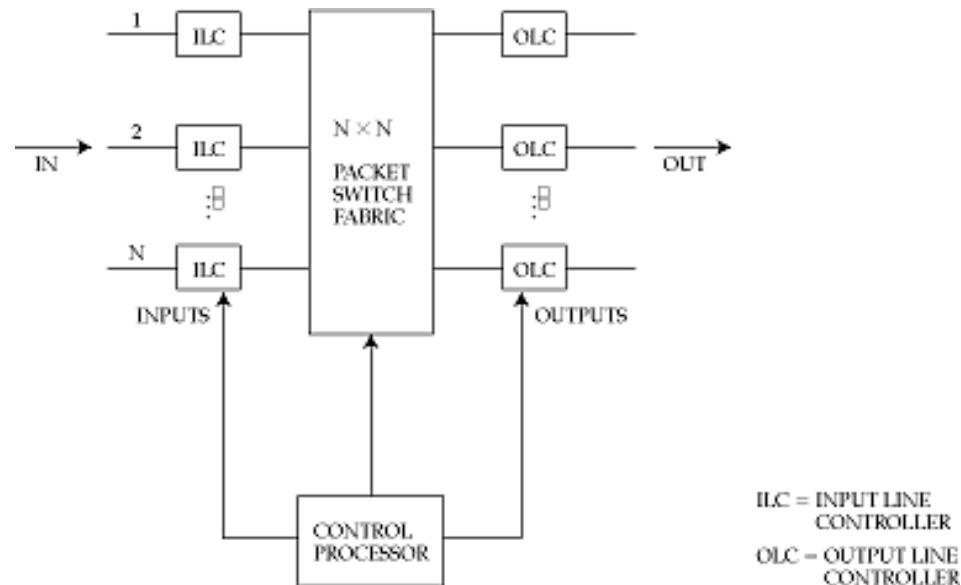 1
ILC
OLC
N × N
2
ILC
OLC
IN
OUT
PACKET
SWITCH
FABRIC
N
ILC
OLC
INPUTS
OUTPUTS
CONTROL
PROCESSOR
ILC = INPUT LINE
CONTROLLER
OLC = OUTPUT LINE
CONTROLLER